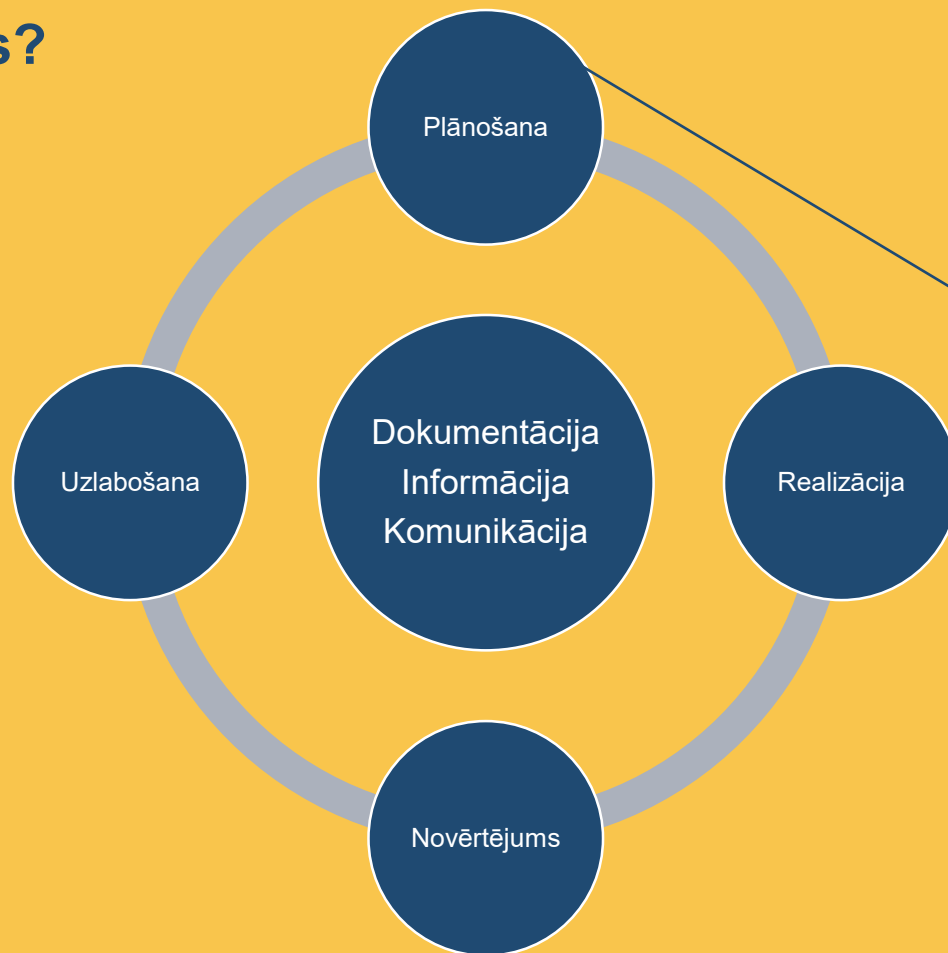 s?
Plānošana
Dokumentācija
Informācija
Komunikācija
Uzlabošana
Realizācija
Novērtējums